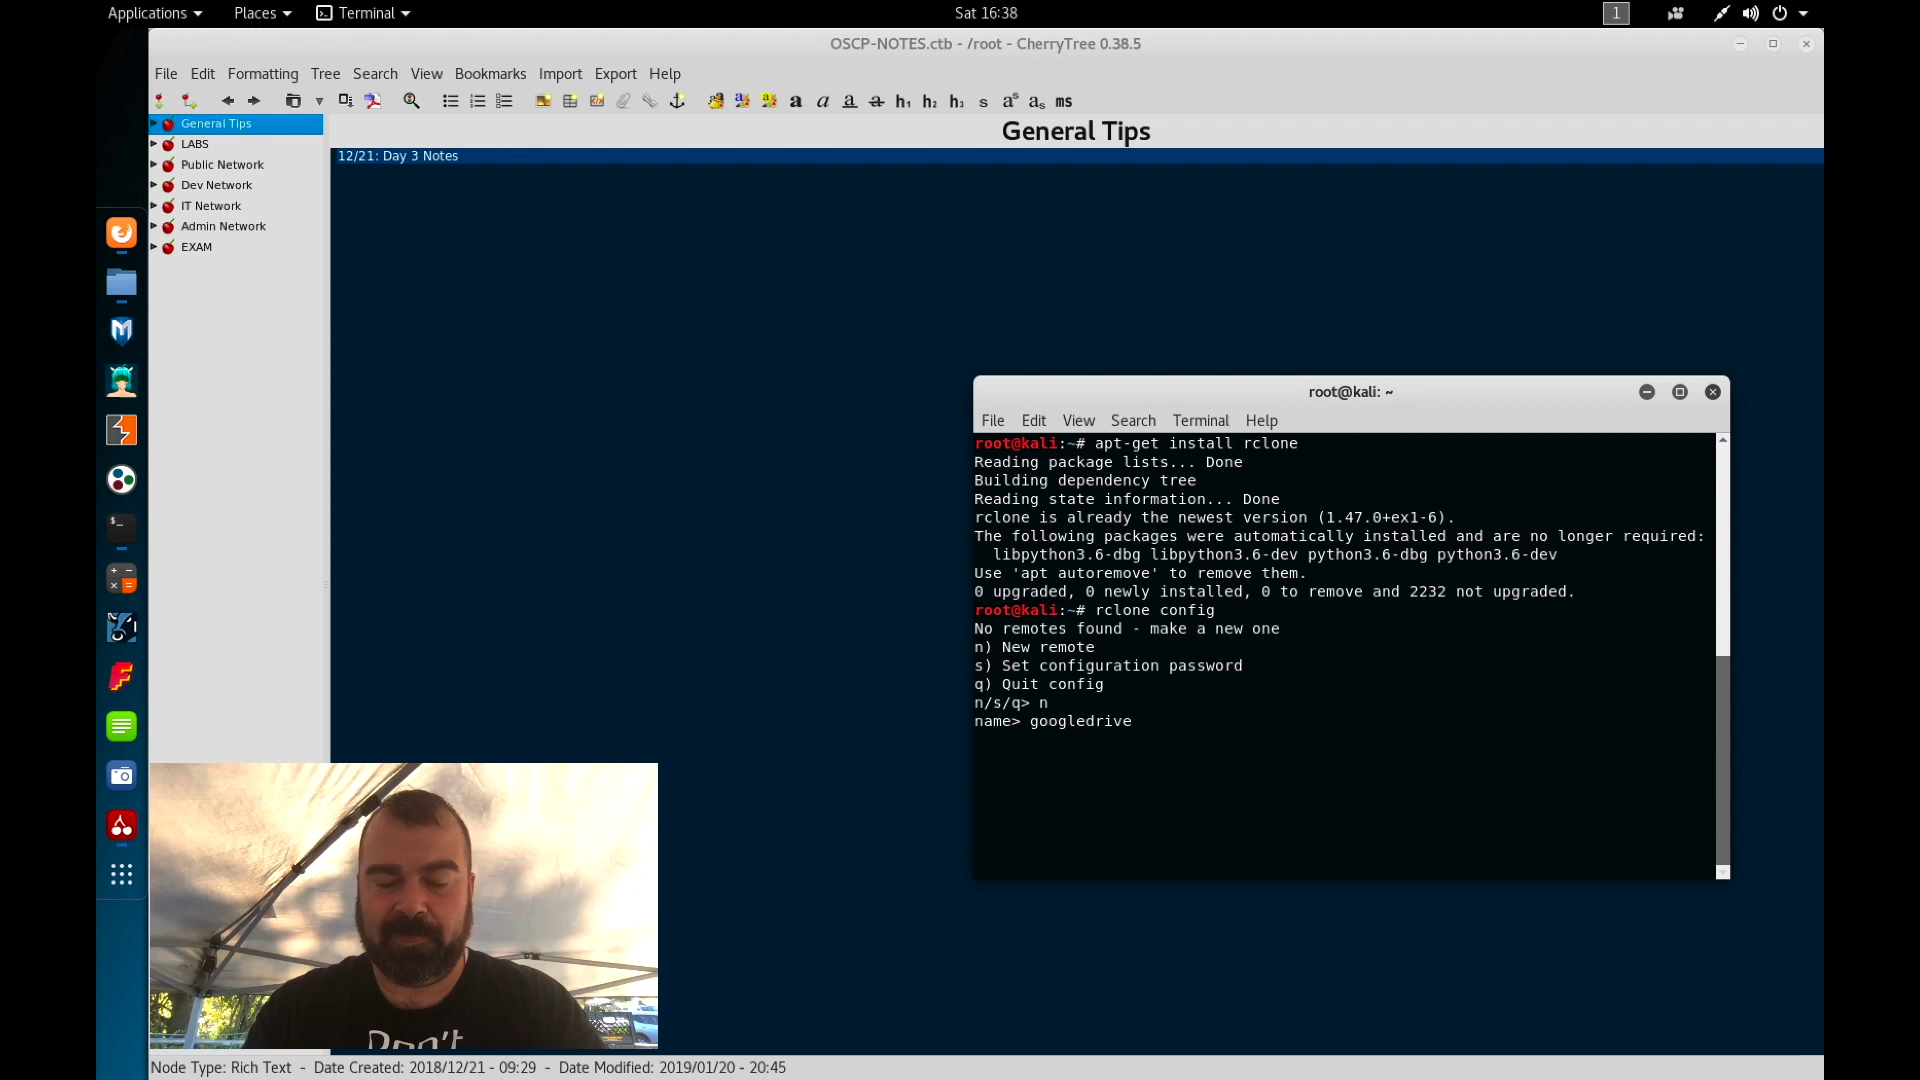 Applications
Places
Terminal
Sat 16:38
1
OSCP-NOTES.ctb - /root - CherryTree 0.38.5
File Edit Formatting Tree Search View Bookmarks Import Export Help
a a a a h1 h2 h3 s as as ms
General Tips
LABS
Public Network
Dev Network
IT Network
Admin Network
EXAM
General Tips
12/21: Day 3 Notes
root@kali: ~
File Edit View Search Terminal Help
root@kali:~# apt-get install rclone
Reading package lists... Done
Building dependency tree
Reading state information... Done
rclone is already the newest version (1.47.0+ex1-6).
The following packages were automatically installed and are no longer required:
libpython3.6-dbg libpython3.6-dev python3.6-dbg python3.6-dev
Use 'apt autoremove' to remove them.
0 upgraded, 0 newly installed, 0 to remove and 2232 not upgraded.
root@kali:~# rclone config
No remotes found - make a new one
n) New remote
s) Set configuration password
q) Quit config
n/s/q> n
name> googledrive
Don't
Node Type: Rich Text - Date Created: 2018/12/21 - 09:29 - Date Modified: 2019/01/20 - 20:45